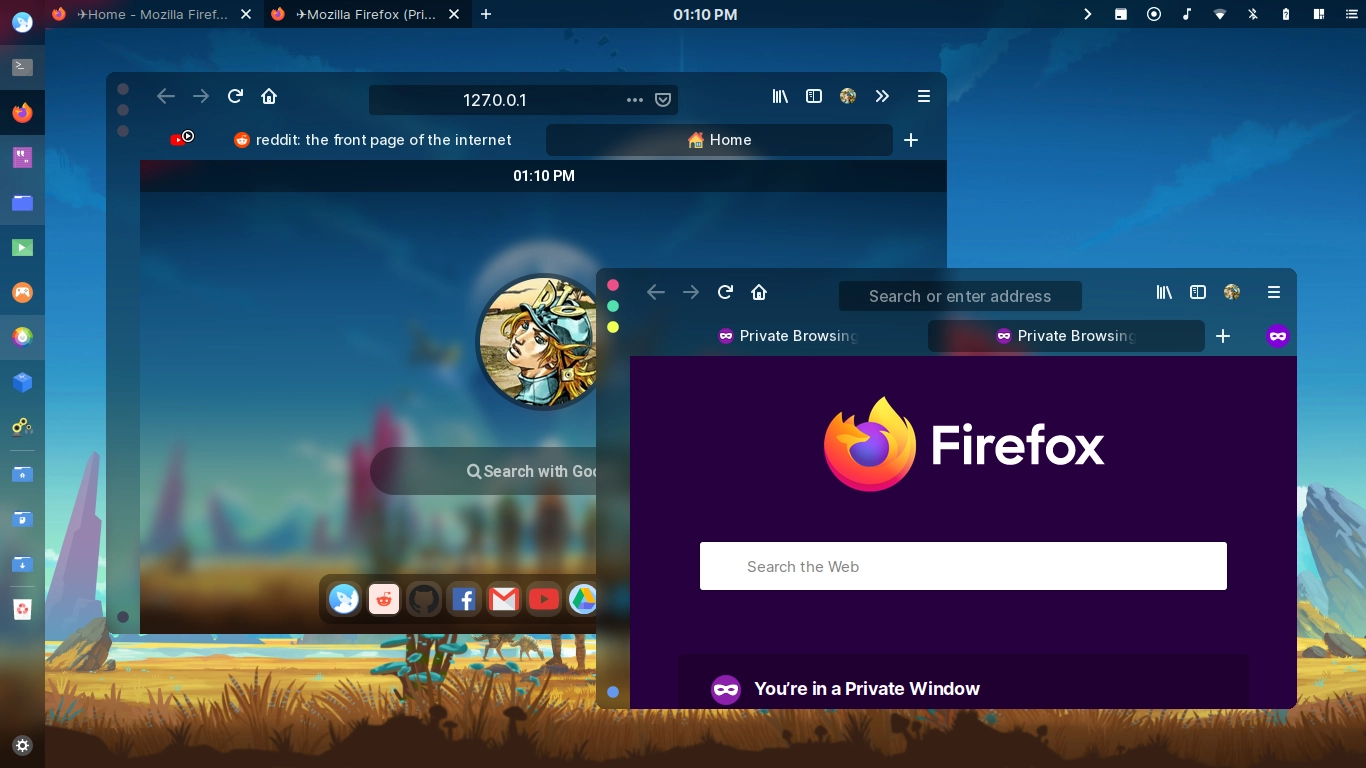 ✈Home - Mozilla Firef...
✈Mozilla Firefox (Pri...
01:10 PM
127.0.0.1
reddit: the front page of the internet
Home
01:10 PM
Search with Goo
Search or enter address
Private Browsing
Private Browsing
Firefox
Search the Web
You're in a Private Window